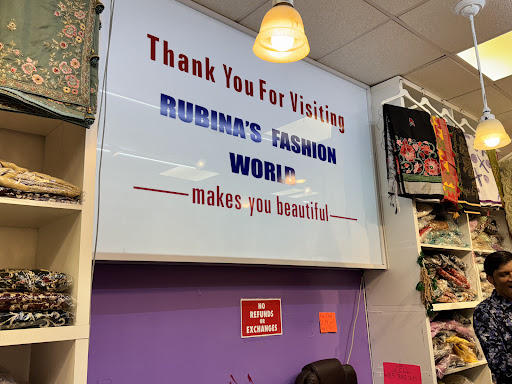 Thank You For Visiting
RUBINA'S FASHION
WORLD
makes you beautiful
NO
REFUNDS
OR
EXCHANGES